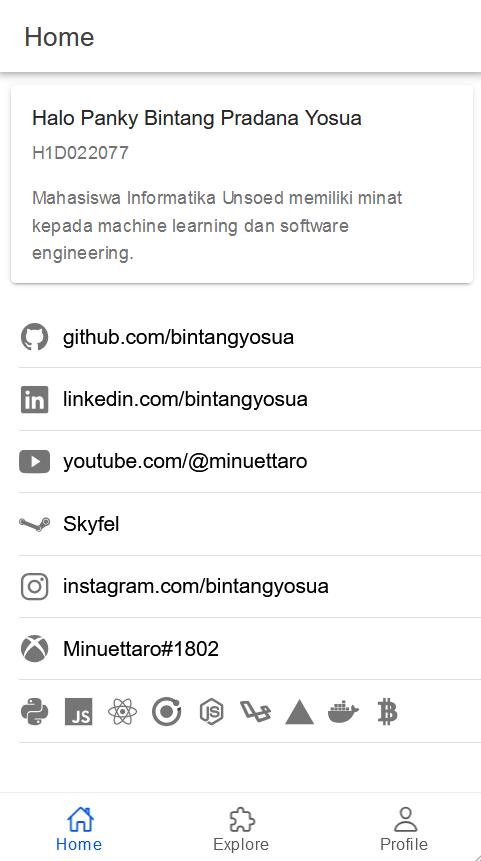 Home
Halo Panky Bintang Pradana Yosua
H1D022077
Mahasiswa Informatika Unsoed memiliki minat
kepada machine learning dan software
engineering.
github.com/bintangyosua
linkedin.com/bintangyosua
youtube.com/@minuettaro
Skyfel
instagram.com/bintangyosua
Minuettaro#1802
Home
Explore
Profile